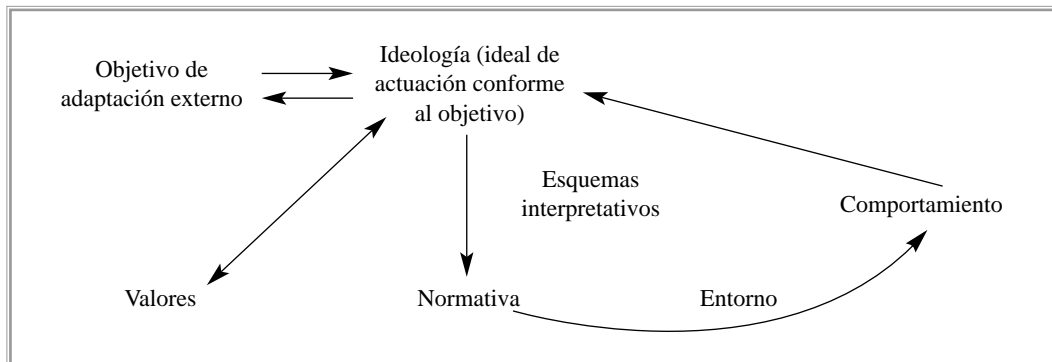 Objetivo de
adaptación externo
Ideología (ideal de
actuación conforme
al objetivo)
Esquemas
interpretativos
Comportamiento
Valores
Normativa
Entorno